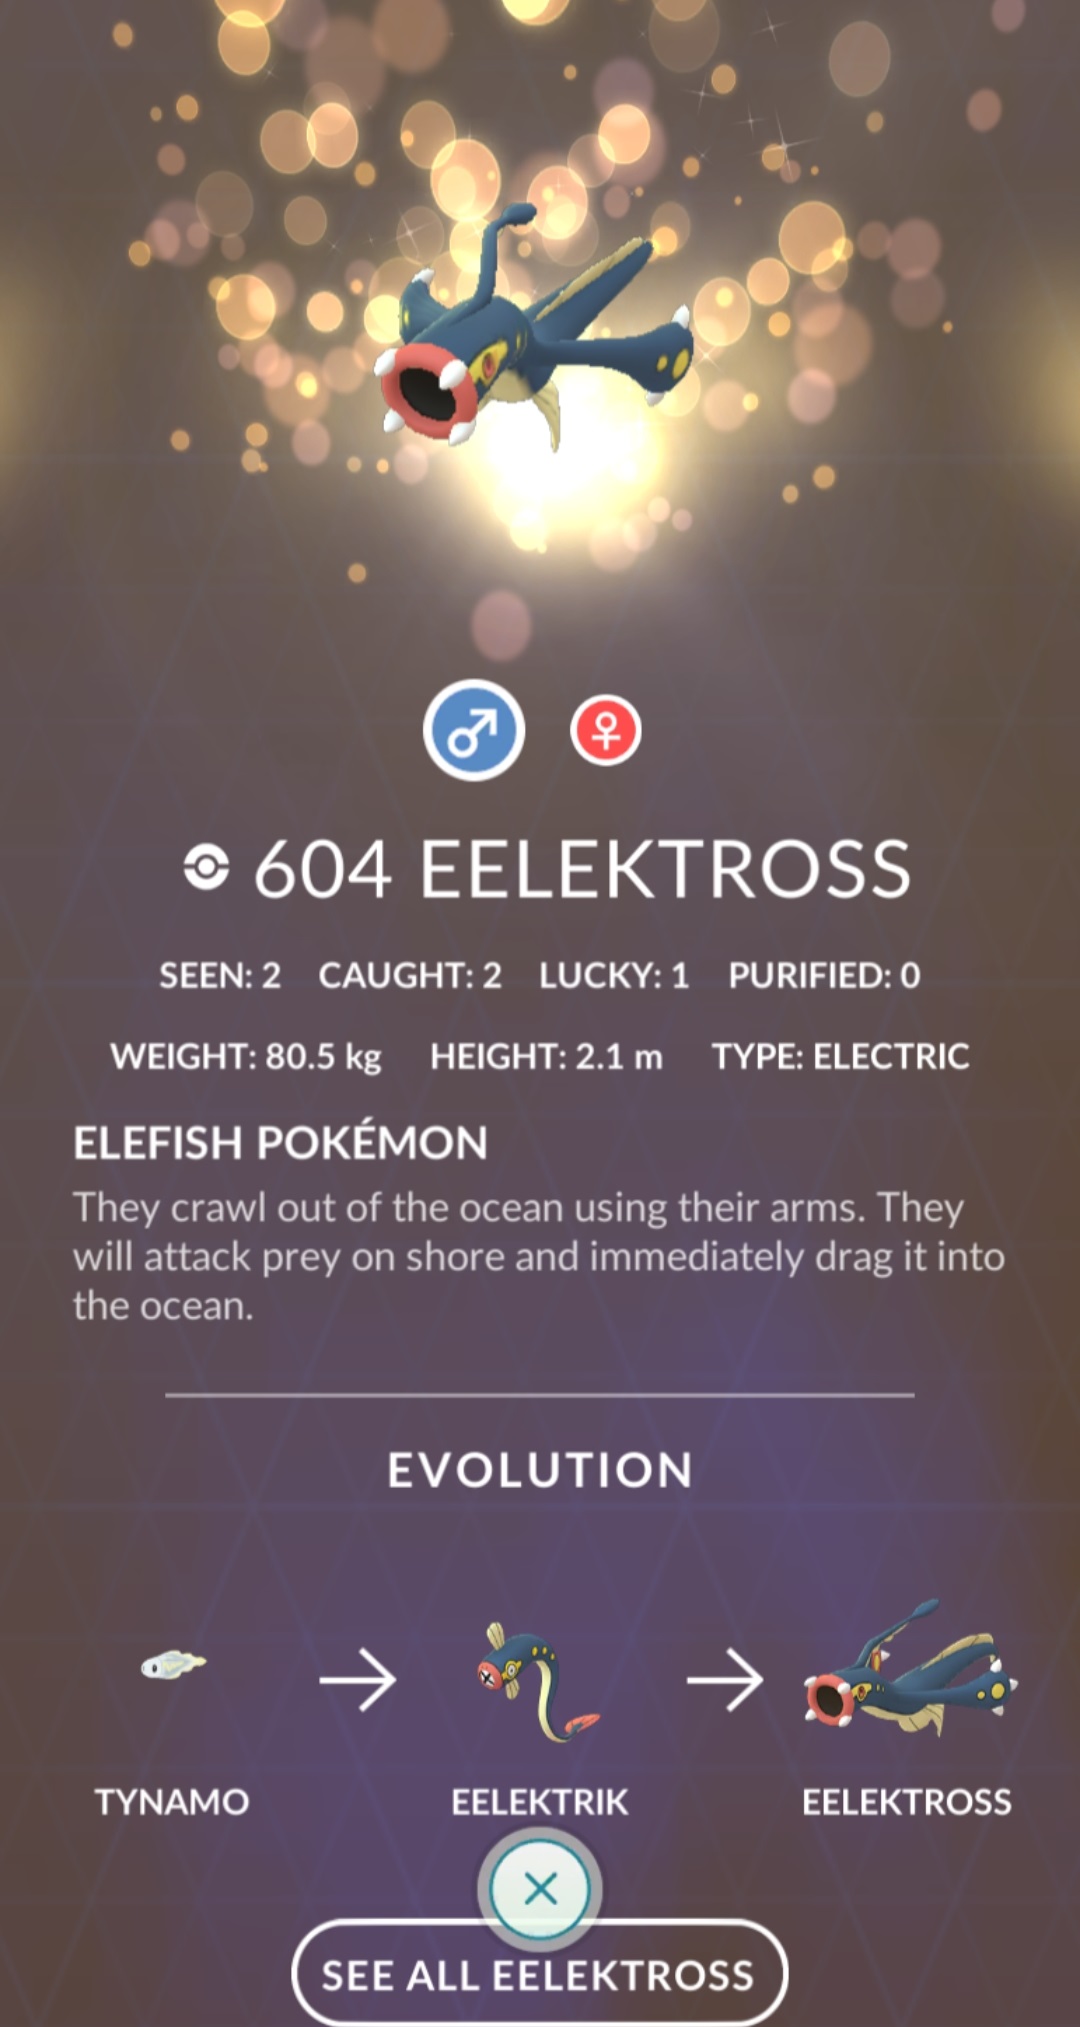 604 EELEKTROSS
SEEN: 2 CAUGHT: 2 LUCKY: 1 PURIFIED: 0
WEIGHT: 80.5 kg HEIGHT: 2.1 m TYPE: ELECTRIC
ELEFISH POKÉMON
They crawl out of the ocean using their arms. They
will attack prey on shore and immediately drag it into
the ocean.
EVOLUTION
TYNAMO EELEKTRIK EELEKTROSS
SEE ALL EELEKTROSS